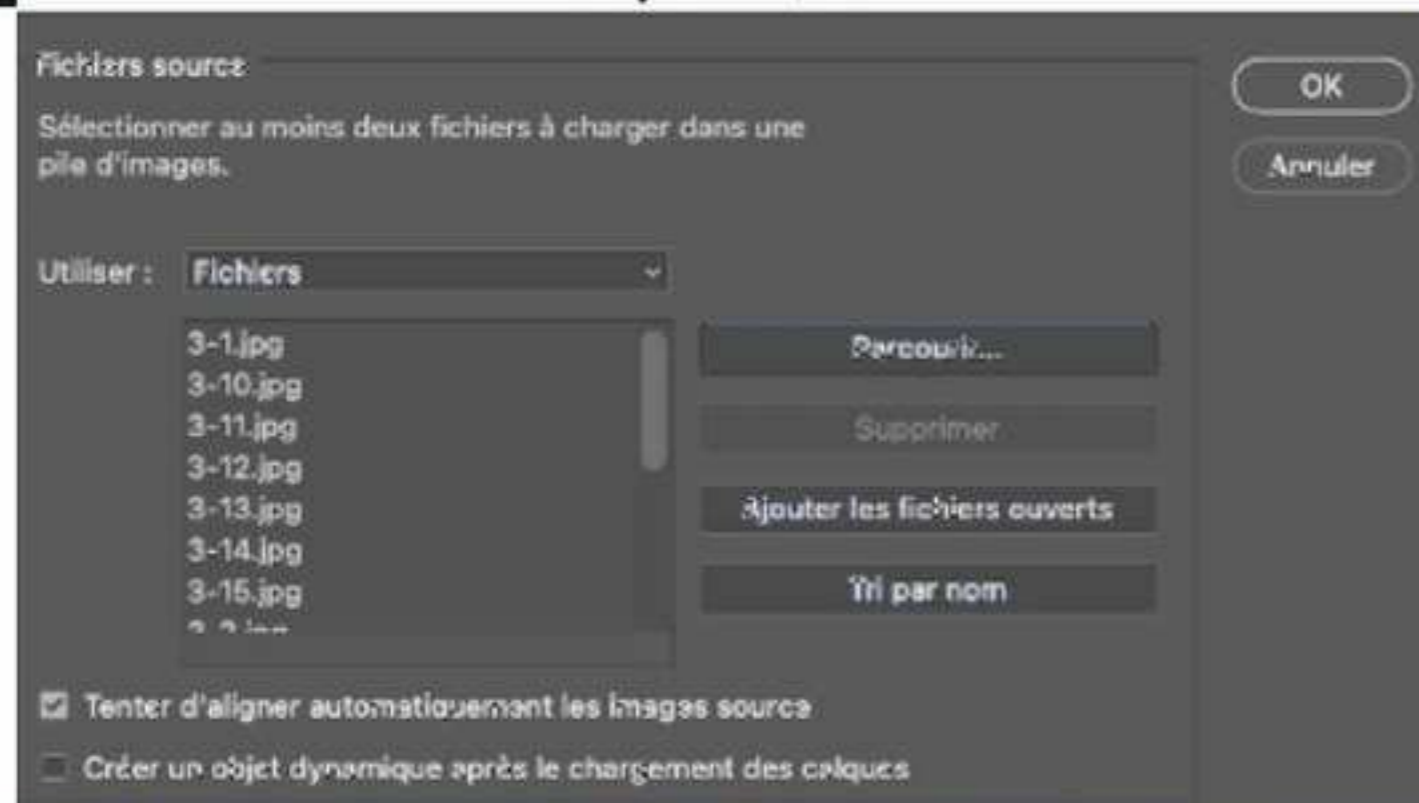 Fichiers source
Sélectionner au moins deux fichiers à charger dans une
pile d'images.
OK
Annuler
Utiliser : Fichiers
3-1.jpg
3-10.jpg
3-11.jpg
3-12.jpg
3-13.jpg
3-14.jpg
3-15.jpg
Parcourir...
Supprimer
Ajouter les fichiers ouverts
Tri par nom
Tenter d'aligner automatiquement les images source
Créer un objet dynamique après le chargement des calques